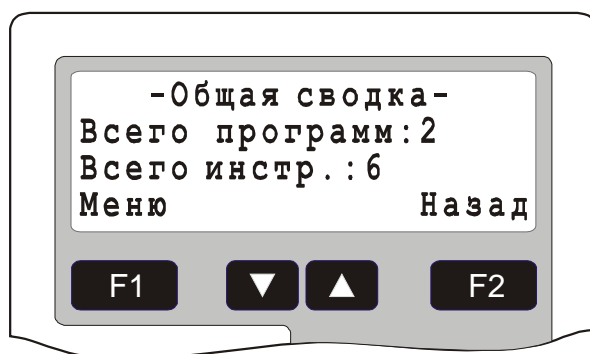 -Общая сводка-
Всего программ:2
Всего инстр.:6
Меню Назад
F1 ▼ ▲ F2